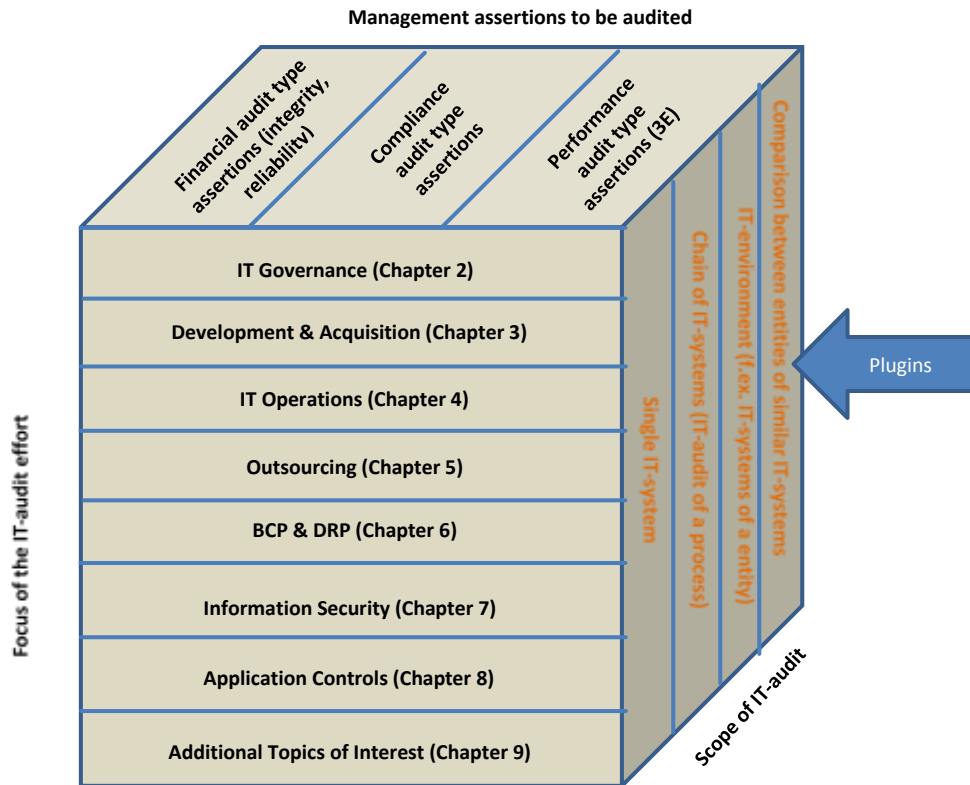 Management assertions to be audited
Financial audit type
assertions (integrity,
reliability)
Compliance
audit type
assertions
Performance
audit type
assertions (3E)
IT Governance (Chapter 2)
Development & Acquisition (Chapter 3)
IT Operations (Chapter 4)
Outsourcing (Chapter 5)
BCP & DRP (Chapter 6)
Information Security (Chapter 7)
Application Controls (Chapter 8)
Additional Topics of Interest (Chapter 9)
Focus of the IT-audit effort
Single IT-system
Chain of IT-systems (IT-audit of a process)
IT-environment (f.ex. IT-systems of a entity)
Comparison between entities of similar IT-systems
Scope of IT-audit
Plugins